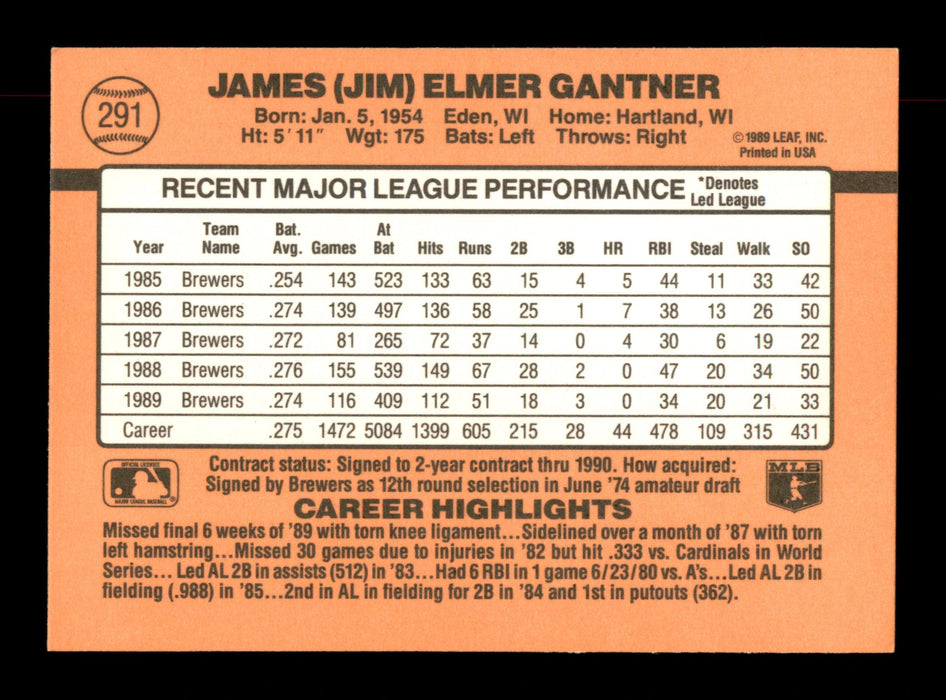 291
JAMES (JIM) ELMER GANTNER
Born: Jan. 5, 1954 Eden, WI Home: Hartland, WI
Ht: 5' 11" Wgt: 175 Bats: Left Throws: Right
©1989 LEAF, INC.
Printed in USA
RECENT MAJOR LEAGUE PERFORMANCE *Denotes Led League
Year Team Name Bat. Avg. Games At Bat Hits Runs 2B 3B HR RBI Steal Walk SO
1985 Brewers .254 143 523 133 63 15 4 5 44 11 33 42
1986 Brewers .274 139 497 136 58 25 1 7 38 13 26 50
1987 Brewers .272 81 265 72 37 14 0 4 30 6 19 22
1988 Brewers .276 155 539 149 67 28 2 0 47 20 34 50
1989 Brewers .274 116 409 112 51 18 3 0 34 20 21 33
Career .275 1472 5084 1399 605 215 28 44 478 109 315 431
OFFICIAL LICENSEE
MAJOR LEAGUE BASEBALL
®
Contract status: Signed to 2-year contract thru 1990. How acquired:
Signed by Brewers as 12th round selection in June '74 amateur draft
MLB
CAREER HIGHLIGHTS
Missed final 6 weeks of '89 with torn knee ligament...Sidelined over a month of '87 with torn
left hamstring...Missed 30 games due to injuries in '82 but hit .333 vs. Cardinals in World
Series... Led AL 2B in assists (512) in '83...Had 6 RBI in 1 game 6/23/80 vs. A's...Led AL 2B in
fielding (.988) in '85...2nd in AL in fielding for 2B in '84 and 1st in putouts (362).